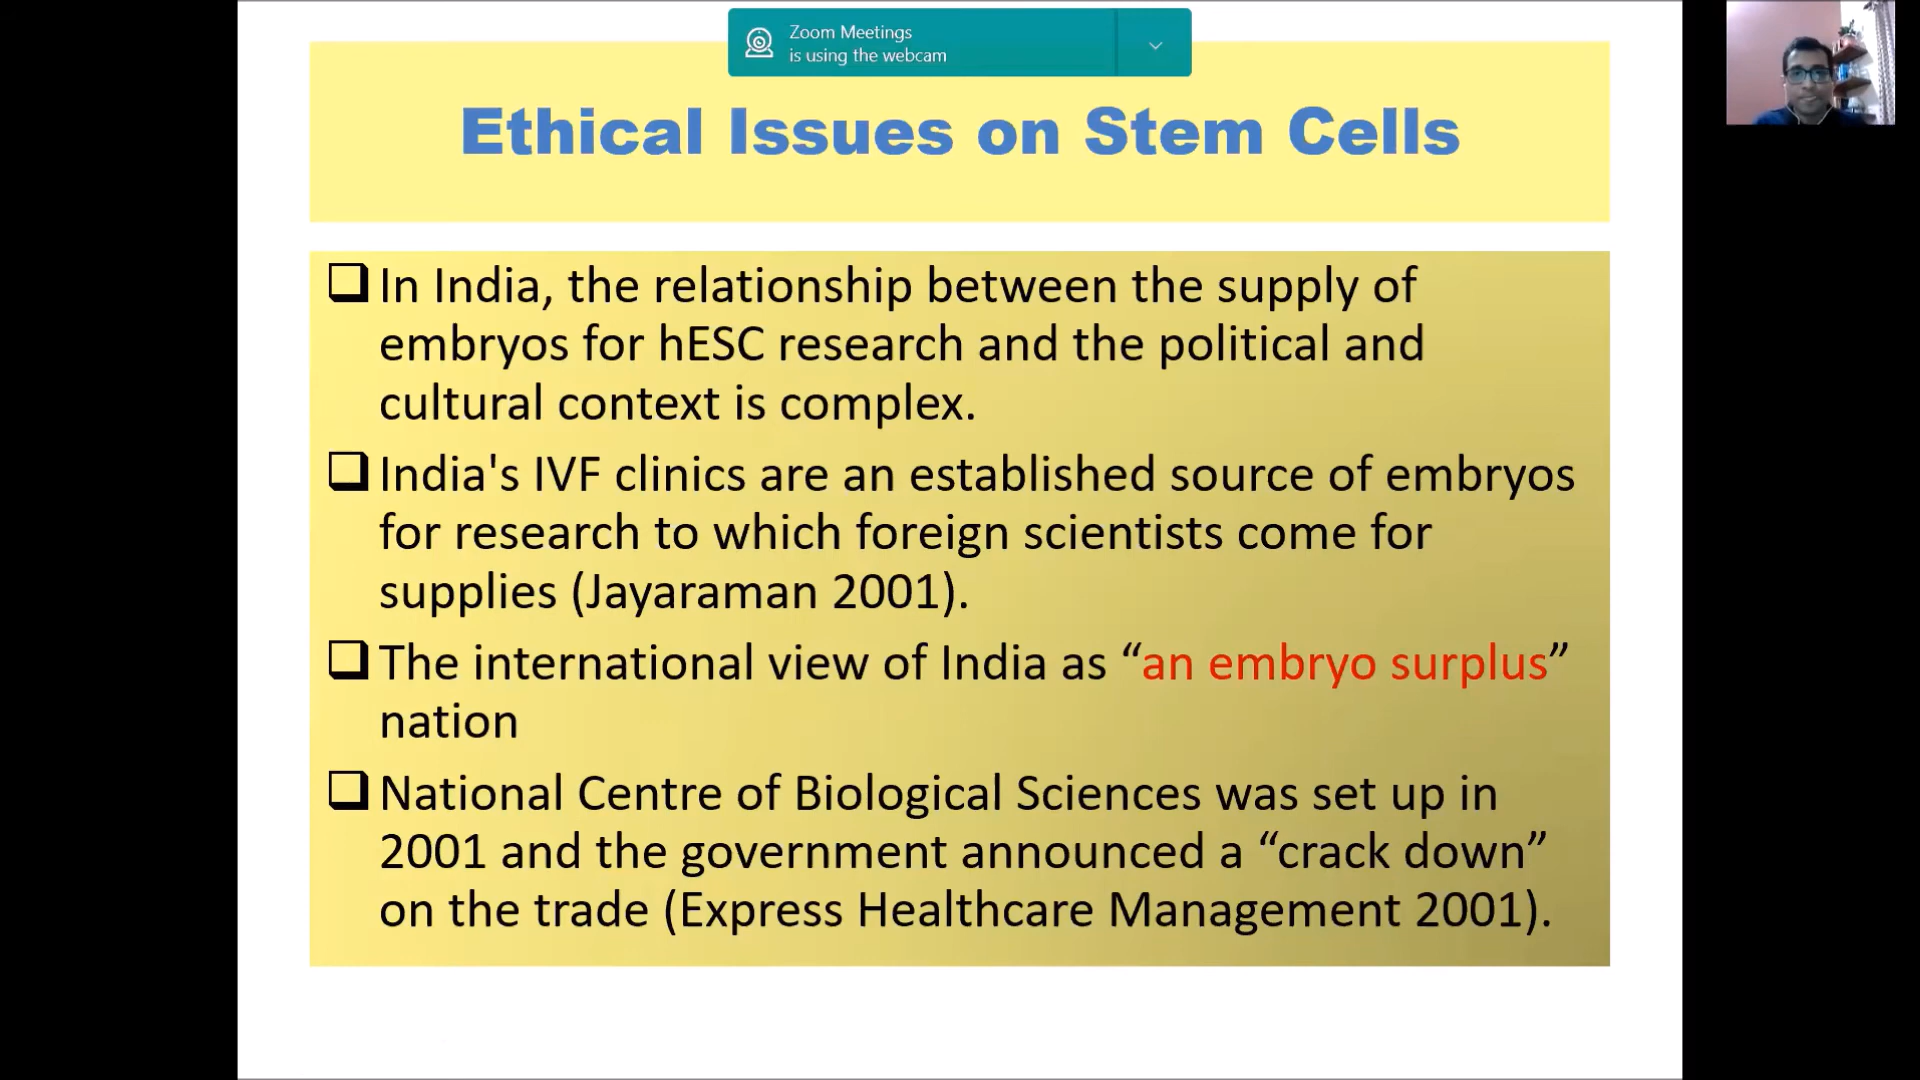 Zoom Meetings
is using the webcam
Ethical Issues on Stem Cells
❑ In India, the relationship between the supply of
embryos for hESC research and the political and
cultural context is complex.
❑ India's IVF clinics are an established source of embryos
for research to which foreign scientists come for
supplies (Jayaraman 2001).
❑ The international view of India as “an embryo surplus”
nation
❑ National Centre of Biological Sciences was set up in
2001 and the government announced a “crack down”
on the trade (Express Healthcare Management 2001).